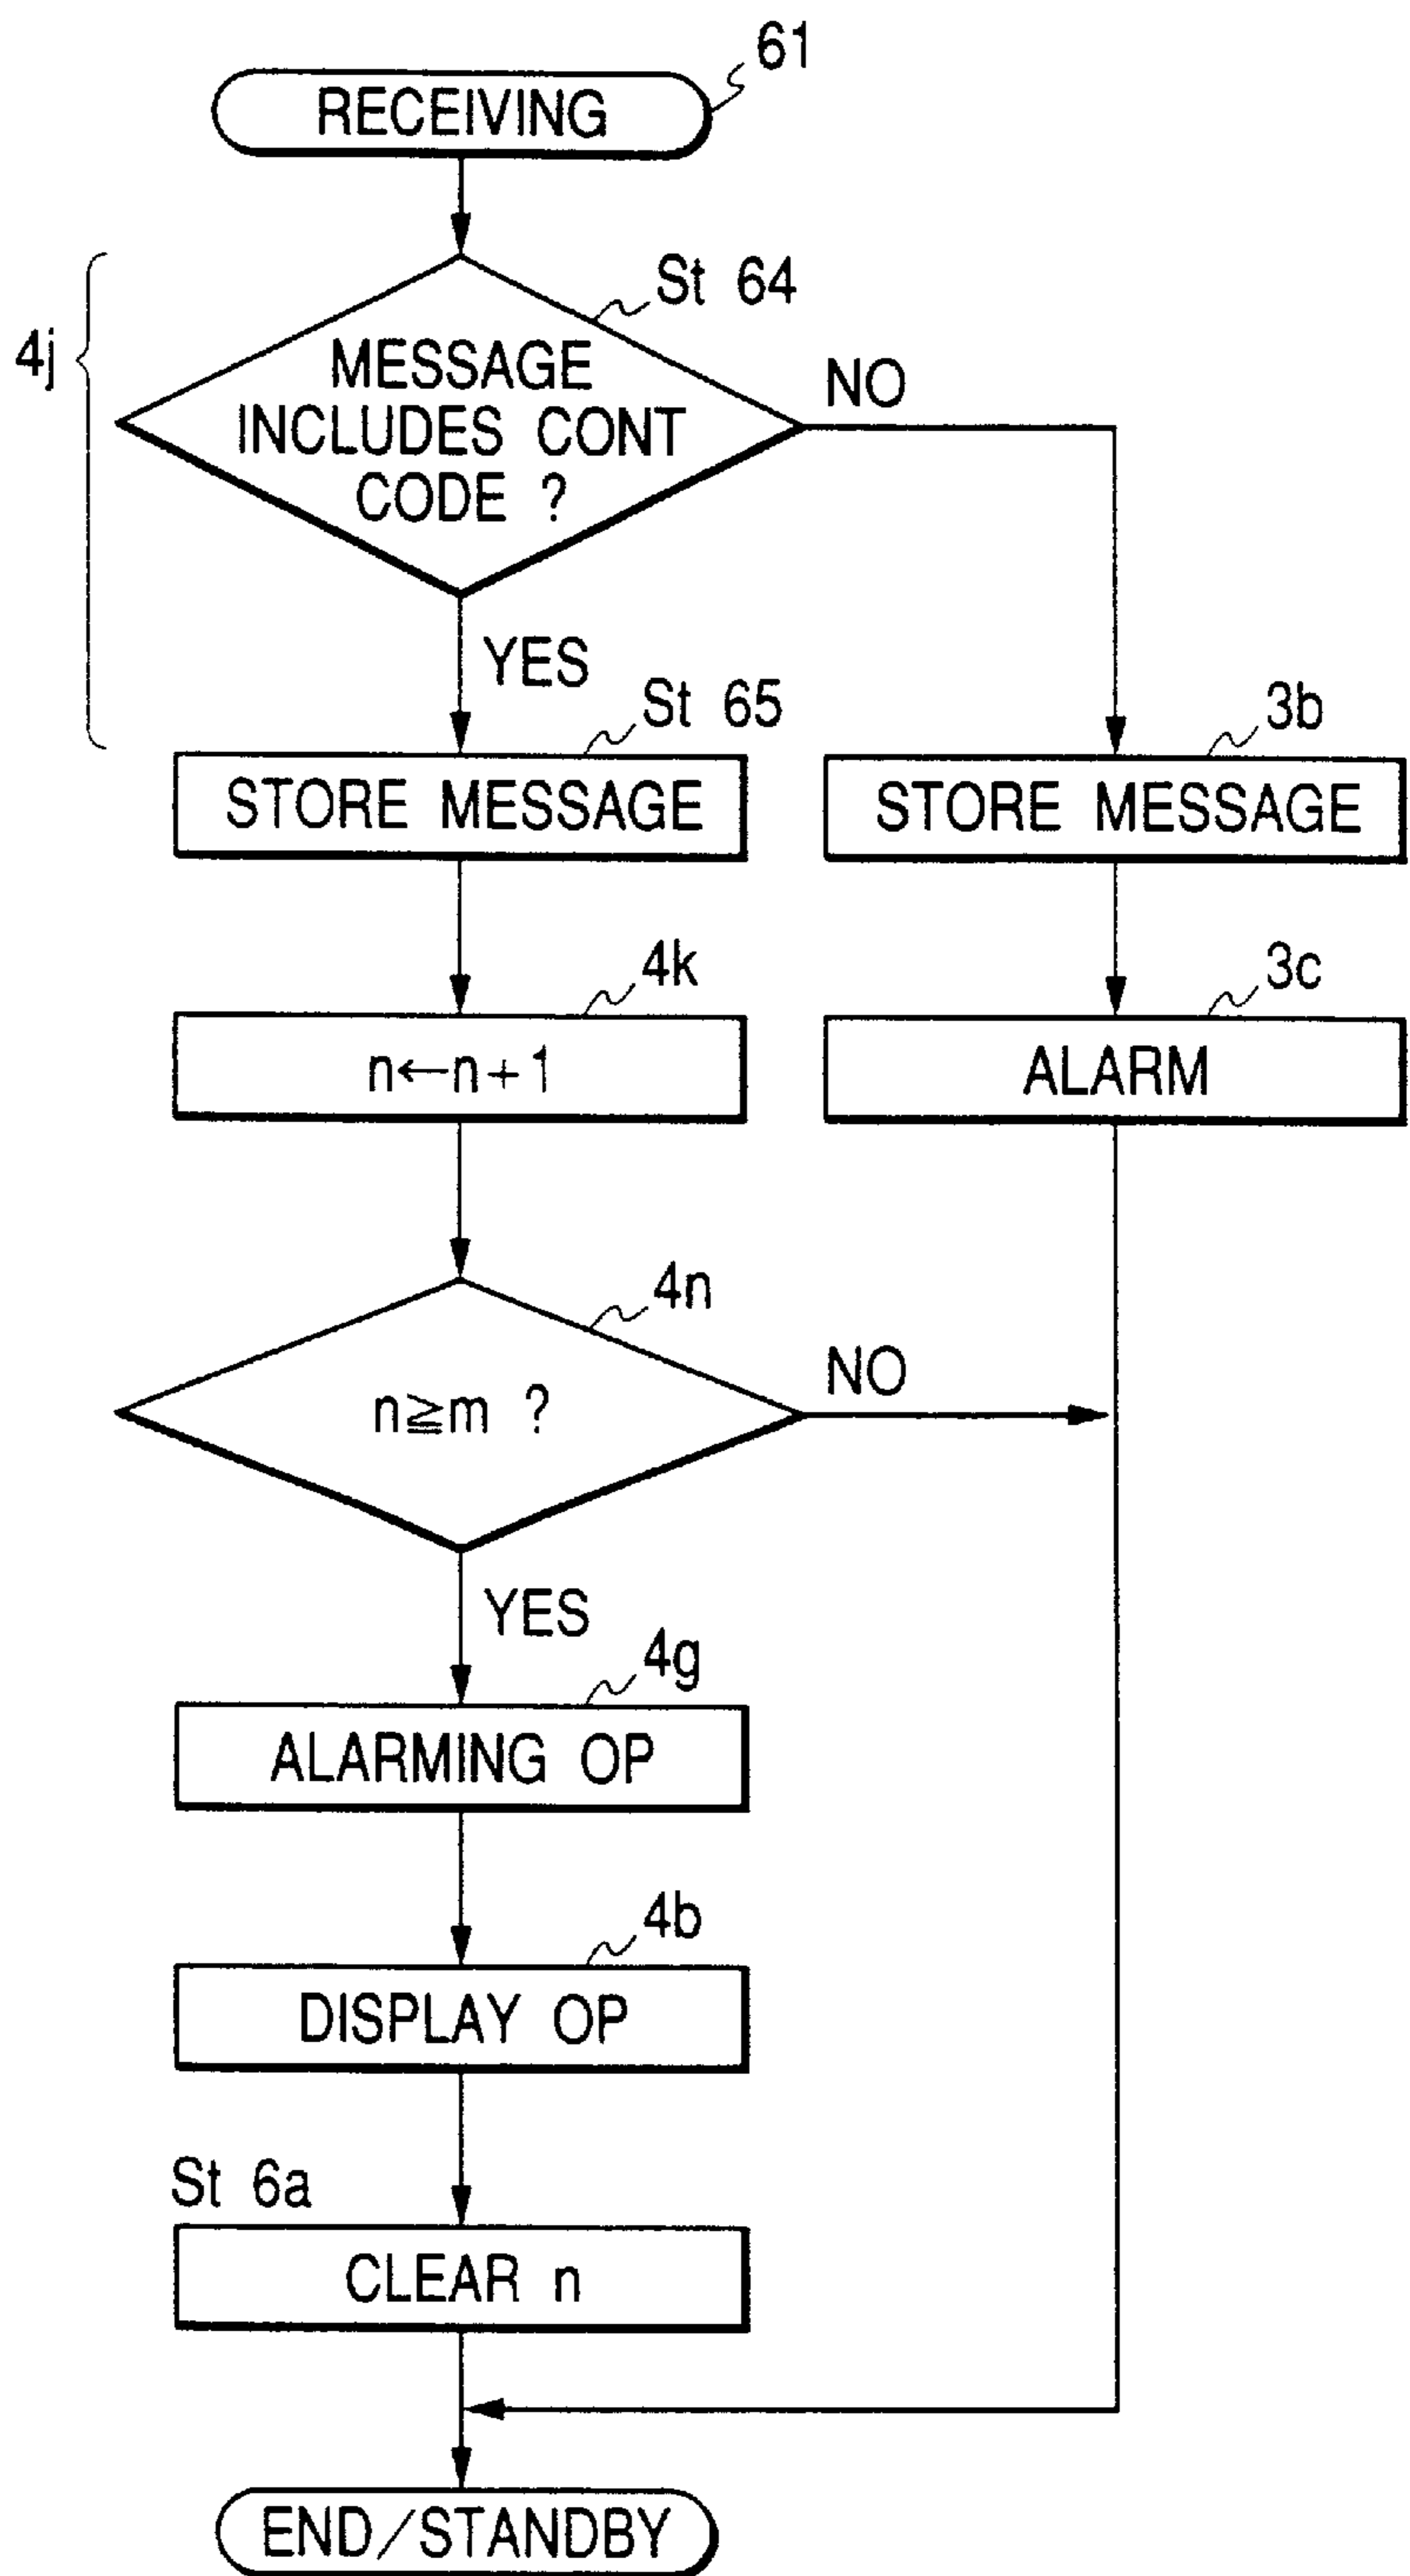 61
RECEIVING
St 64
4j
MESSAGE
INCLUDES CONT
CODE ?
NO
YES
St 65
3b
STORE MESSAGE
STORE MESSAGE
4k
3c
n←n+1
ALARM
4n
n≧m ?
NO
YES
4g
ALARMING OP
4b
DISPLAY OP
St 6a
CLEAR n
END/STANDBY